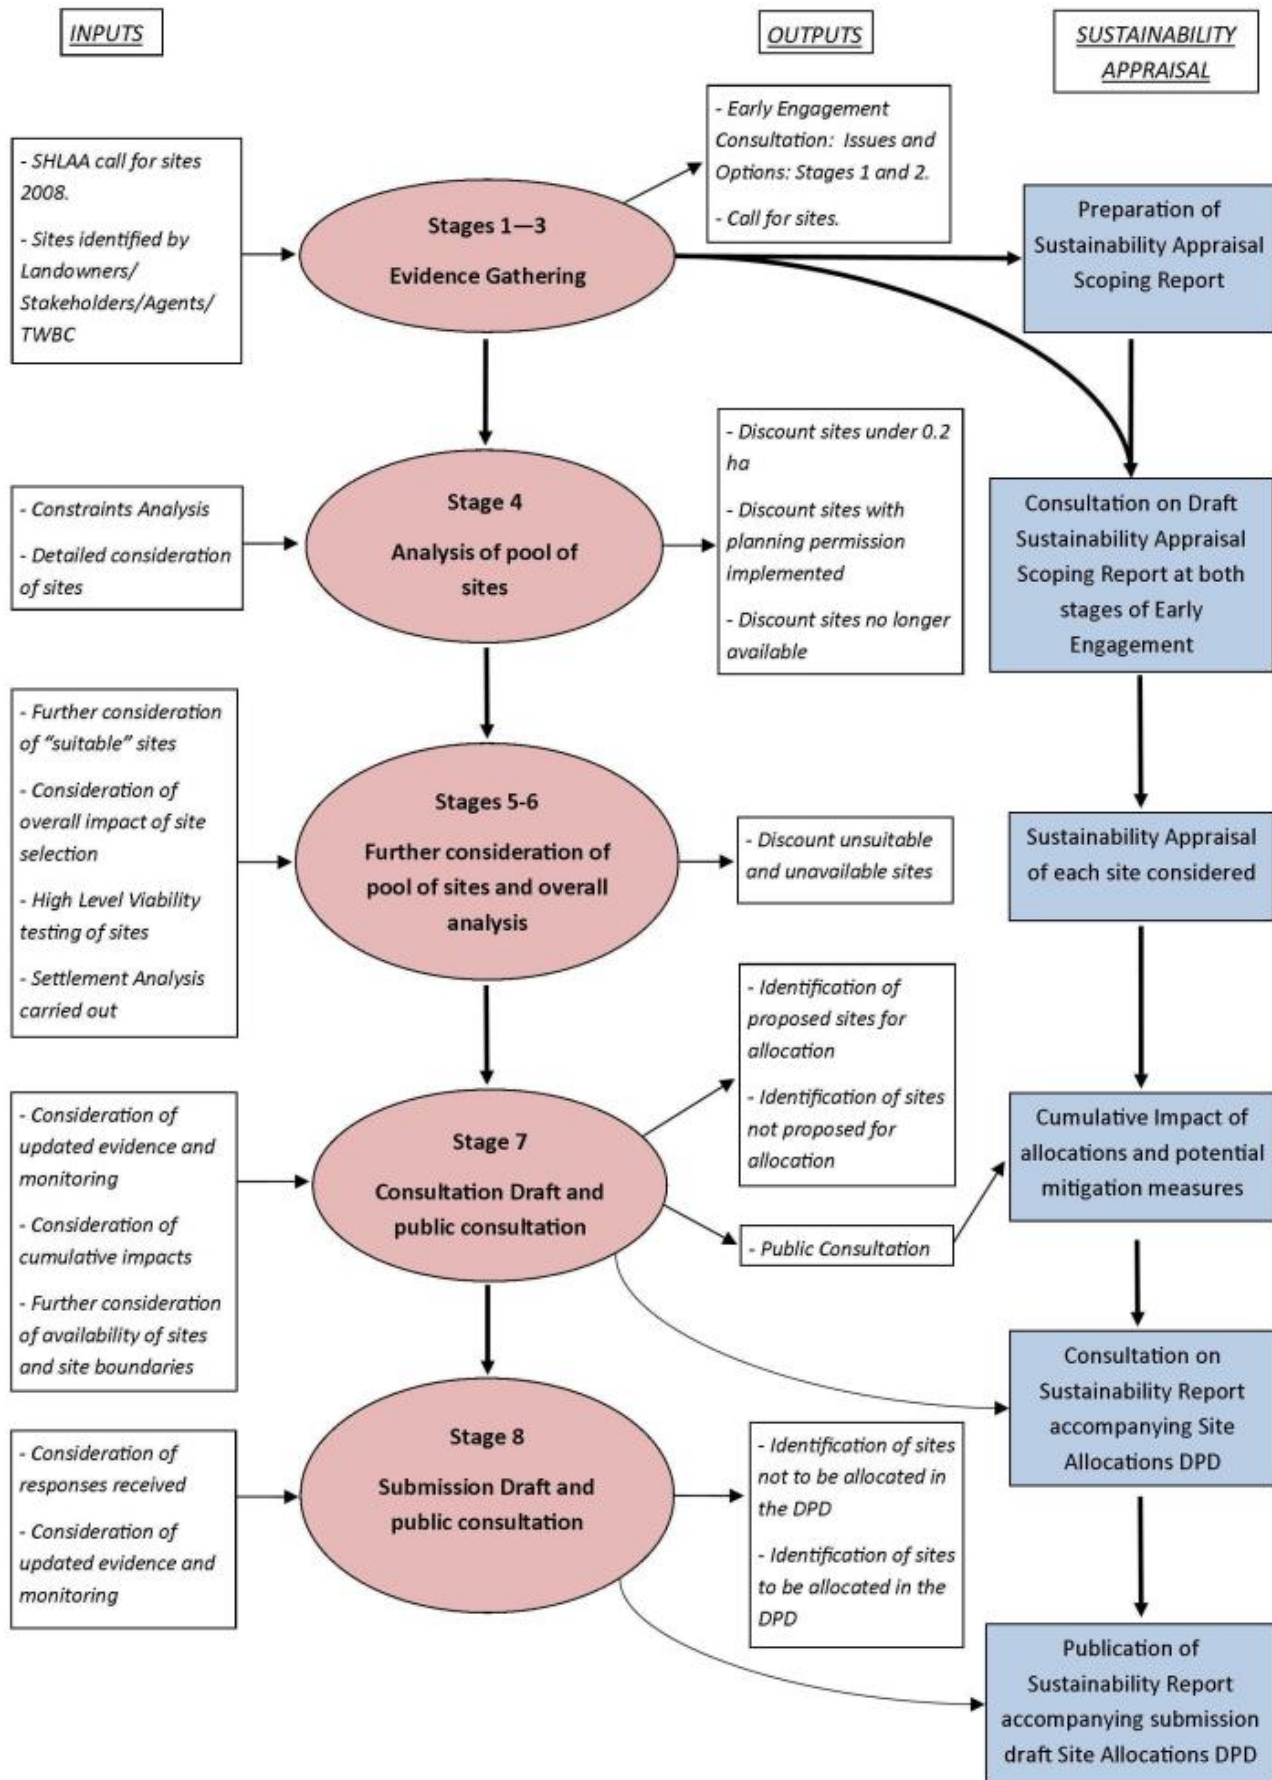 INPUTS
OUTPUTS
SUSTAINABILITY
APPRAISAL
- SHLAA call for sites
2008.
- Sites identified by
Landowners/
Stakeholders/Agents/
TWBC
Stages 1—3
Evidence Gathering
- Early Engagement
Consultation: Issues and
Options: Stages 1 and 2.
- Call for sites.
Preparation of
Sustainability Appraisal
Scoping Report
- Constraints Analysis
- Detailed consideration
of sites
Stage 4
Analysis of pool of
sites
- Discount sites under 0.2
ha
- Discount sites with
planning permission
implemented
- Discount sites no longer
available
Consultation on Draft
Sustainability Appraisal
Scoping Report at both
stages of Early
Engagement
- Further consideration
of “suitable” sites
- Consideration of
overall impact of site
selection
- High Level Viability
testing of sites
- Settlement Analysis
carried out
Stages 5-6
Further consideration of
pool of sites and overall
analysis
- Discount unsuitable
and unavailable sites
Sustainability Appraisal
of each site considered
- Consideration of
updated evidence and
monitoring
- Consideration of
cumulative impacts
- Further consideration
of availability of sites
and site boundaries
Stage 7
Consultation Draft and
public consultation
- Identification of
proposed sites for
allocation
- Identification of sites
not proposed for
allocation
- Public Consultation
Cumulative Impact of
allocations and potential
mitigation measures
Consultation on
Sustainability Report
accompanying Site
Allocations DPD
- Consideration of
responses received
- Consideration of
updated evidence and
monitoring
Stage 8
Submission Draft and
public consultation
- Identification of sites
not to be allocated in
the DPD
- Identification of sites
to be allocated in the
DPD
Publication of
Sustainability Report
accompanying submission
draft Site Allocations DPD